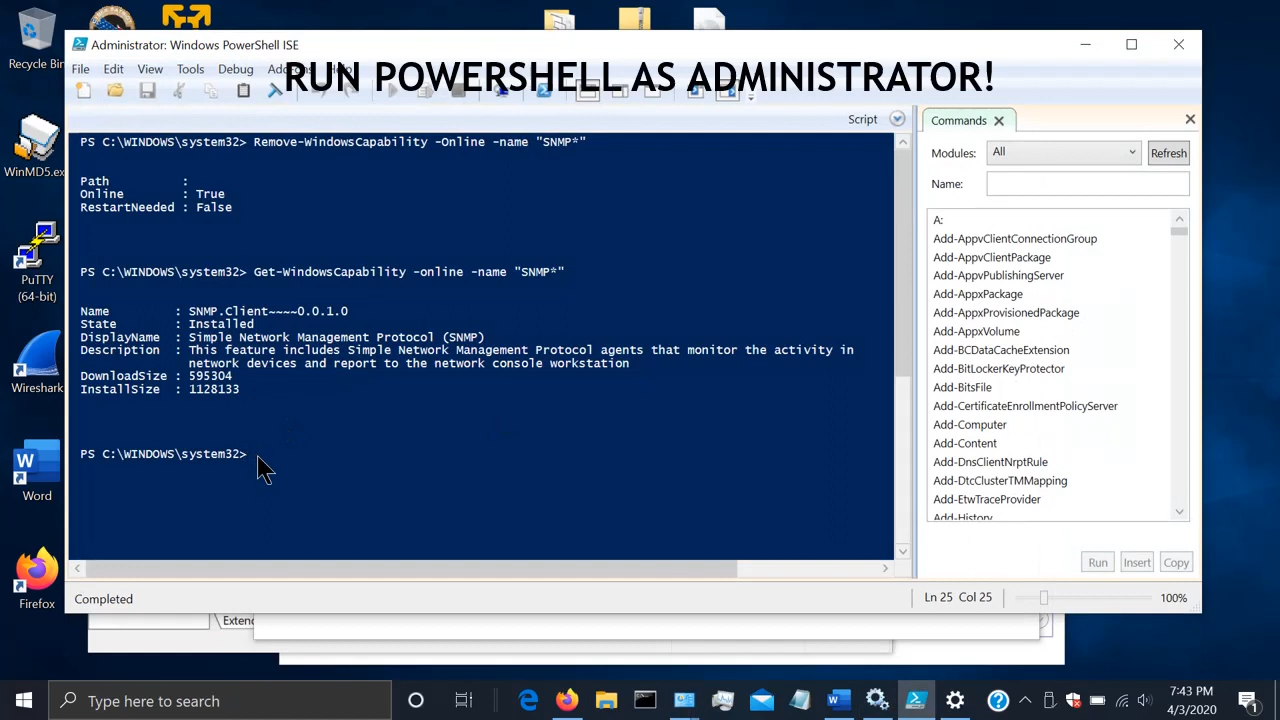 Recycle Bin
Administrator: Windows PowerShell ISE
File Edit View Tools Debug
RUN POWERSHELL AS ADMINISTRATOR!
Script
Commands
PS C:\WINDOWS\system32> Remove-WindowsCapability -Online -name "SNMP*"
Path :
Online : True
RestartNeeded : False
PS C:\WINDOWS\system32> Get-WindowsCapability -online -name "SNMP*"
Name : SNMP.Client~~~~0.0.1.0
State : Installed
DisplayName : Simple Network Management Protocol (SNMP)
Description : This feature includes Simple Network Management Protocol agents that monitor the activity in
network devices and report to the network console workstation
DownloadSize : 595304
InstallSize : 1128133
PS C:\WINDOWS\system32>
Modules: All Refresh
Name:
A:
Add-AppvClientConnectionGroup
Add-AppvClientPackage
Add-AppvPublishingServer
Add-AppxPackage
Add-AppxProvisionedPackage
Add-AppxVolume
Add-BCDataCacheExtension
Add-BitLockerKeyProtector
Add-BitsFile
Add-CertificateEnrollmentPolicyServer
Add-Computer
Add-Content
Add-DnsClientNrptRule
Add-DtcClusterTMMapping
Add-EtwTraceProvider
Add-History
Run Insert Copy
Completed
Ln 25 Col 25
100%
WinMD5.ex
PuTTY
(64-bit)
Wireshark
W
Word
Firefox
Extend
Type here to search
7:43 PM
4/3/2020
1